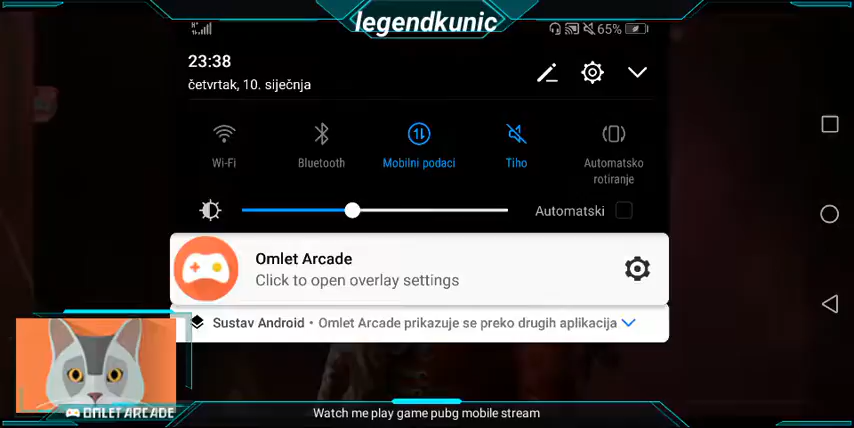 legendkunic
65%
23:38
četvrtak, 10. siječnja
Wi-Fi
Bluetooth
Mobilni podaci
Tiho
Automatsko
rotiranje
Automatski
Omlet Arcade
Click to open overlay settings
Sustav Android • Omlet Arcade prikazuje se preko drugih aplikacija
OMLET ARCADE
Watch me play game pubg mobile stream